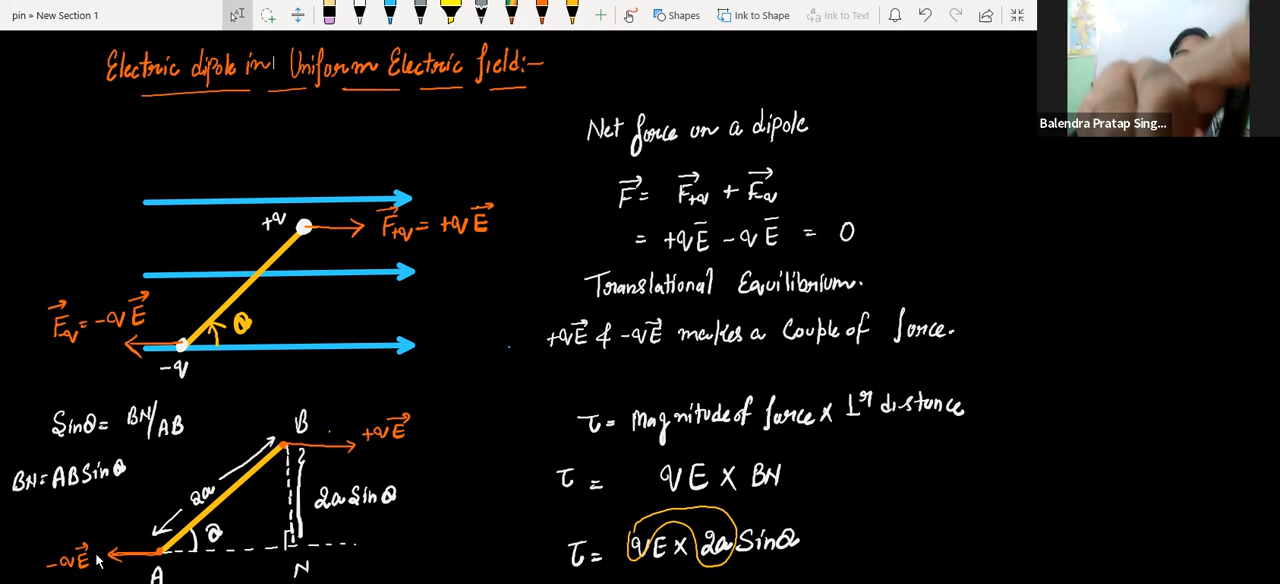 pin » New Section 1
Shapes
Ink to Shape
Ink to Text
Balendra Pratap Sing...
Electric dipole in Uniform Electric field:-
+q
F⃗+q = +qE⃗
F⃗-q = -qE⃗
θ
-q
Sinθ = BN/AB
BN = AB Sinθ
B
+qE⃗
2a
θ
2a Sinθ
-qE⃗
A
N
Net force on a dipole
F⃗ = F⃗+q + F⃗-q
= +qE⃗ - qE⃗ = 0
Translational Equilibrium.
+qE⃗ & -qE⃗ makes a couple of force.
τ = Magnitude of force × ⊥r distance
τ = qE × BN
τ = qE × 2a Sinθ